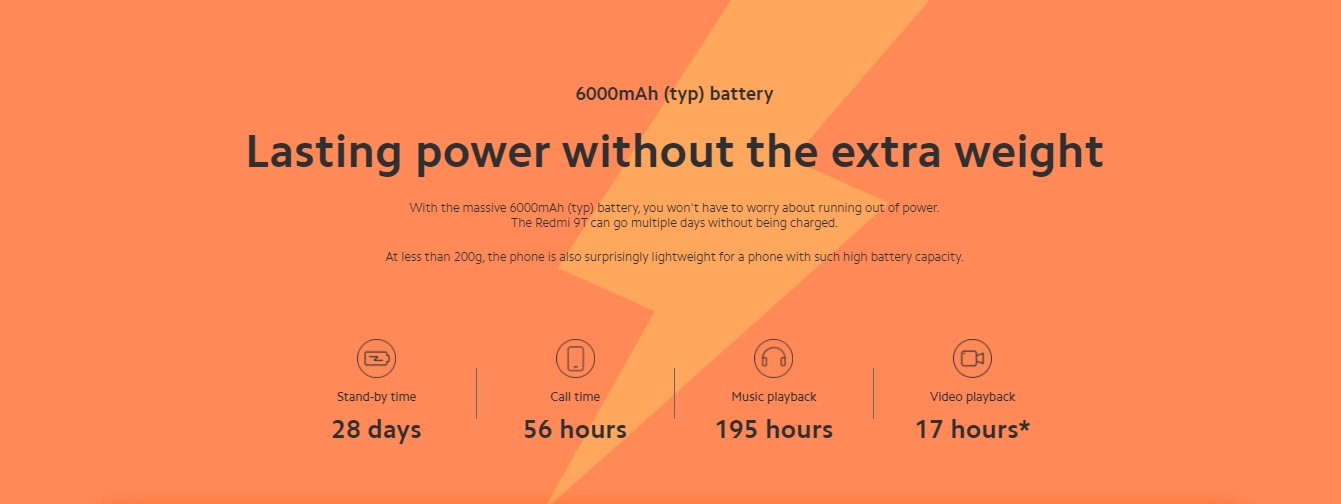 6000mAh (typ) battery
Lasting power without the extra weight
With the massive 6000mAh (typ) battery, you won't have to worry about running out of power.
The Redmi 9T can go multiple days without being charged.
At less than 200g, the phone is also surprisingly lightweight for a phone with such high battery capacity.
Stand-by time
28 days
Call time
56 hours
Music playback
195 hours
Video playback
17 hours*